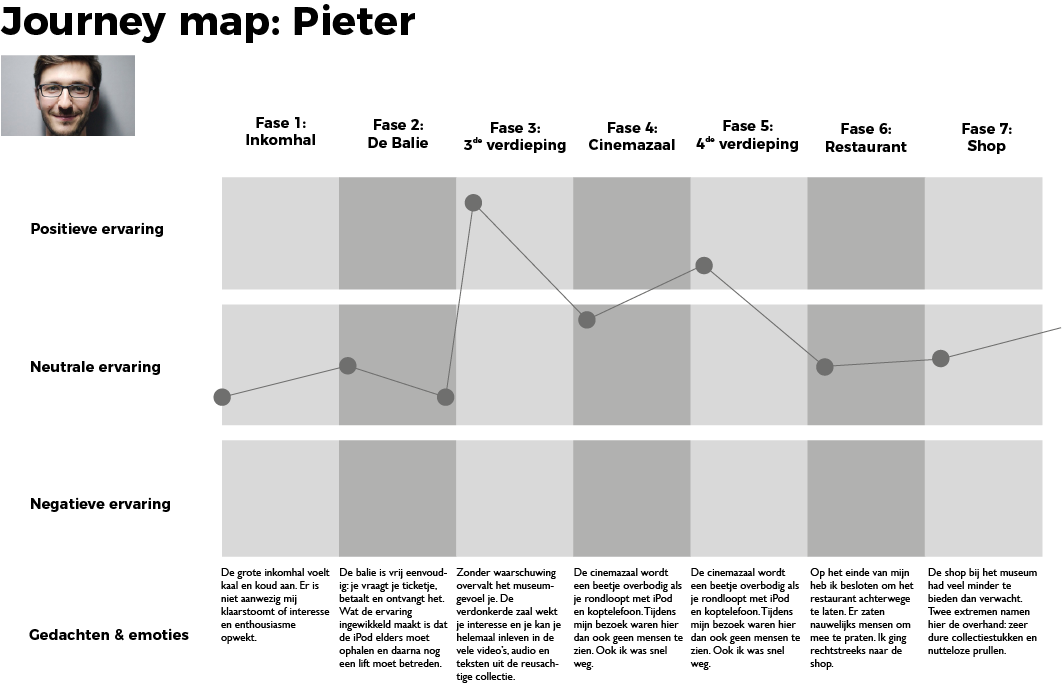 Journey map: Pieter
Fase 1:
Inkomhal
Fase 2:
De Balie
Fase 3:
3de verdieping
Fase 4:
Cinemazaal
Fase 5:
4de verdieping
Fase 6:
Restaurant
Fase 7:
Shop
Positieve ervaring
Neutrale ervaring
Negatieve ervaring
Gedachten & emoties
De grote inkomhal voelt
kaal en koud aan. Er is
niet aanwezig mij
klaarstoomt of interesse
en enthousiasme
opwekt.
De balie is vrij eenvoud-
ig: je vraagt je ticketje,
betaalt en ontvangt het.
Wat de ervaring
ingewikkeld maakt is dat
de iPod elders moet
ophalen en daarna nog
een lift moet betreden.
Zonder waarschuwing
overvalt het museum-
gevoel je. De
verdonkerde zaal wekt
je interesse en je kan je
helemaal inleven in de
vele video's, audio en
teksten uit de reusach-
tige collectie.
De cinemazaal wordt
een beetje overbodig als
je rondloopt met iPod
en koptelefoon. Tijdens
mijn bezoek waren hier
dan ook geen mensen te
zien. Ook ik was snel
weg.
De cinemazaal wordt
een beetje overbodig als
je rondloopt met iPod
en koptelefoon. Tijdens
mijn bezoek waren hier
dan ook geen mensen te
zien. Ook ik was snel
weg.
Op het einde van mijn
heb ik besloten om het
restaurant achterwege
te laten. Er zaten
nauwelijks mensen om
mee te praten. Ik ging
rechtstreeks naar de
shop.
De shop bij het museum
had veel minder te
bieden dan verwacht.
Twee extremen namen
hier de overhand: zeer
dure collectiestukken en
nutteloze prullen.